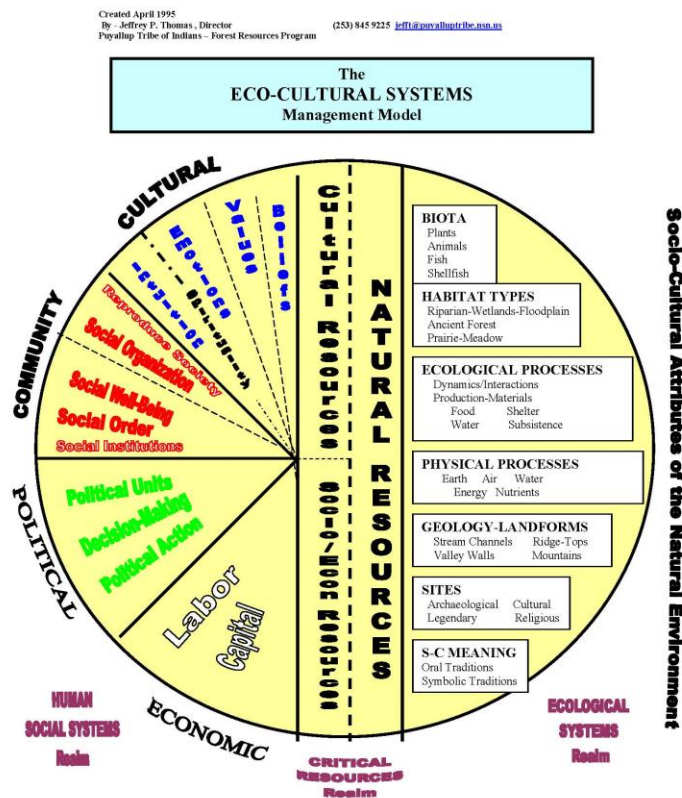 Created April 1995
By - Jeffrey P. Thomas , Director (253) 845 9225 jefft@puyalluptribe.nsn.us
Puyallup Tribe of Indians – Forest Resources Program
The
ECO-CULTURAL SYSTEMS
Management Model
CULTURAL
Values
Beliefs
Reproduce Society
Social Organization
COMMUNITY
Social Well-Being
Social Order
Social Institutions
POLITICAL
Political Units
Decision-Making
Political Action
ECONOMIC
Labor
Capital
HUMAN
SOCIAL SYSTEMS
Realm
Cultural Resources
Socio/Econ Resources
NATURAL RESOURCES
CRITICAL
RESOURCES
Realm
BIOTA
Plants
Animals
Fish
Shellfish
HABITAT TYPES
Riparian-Wetlands-Floodplain
Ancient Forest
Prairie-Meadow
ECOLOGICAL PROCESSES
Dynamics/Interactions
Production-Materials
Food Shelter
Water Subsistence
PHYSICAL PROCESSES
Earth Air Water
Energy Nutrients
GEOLOGY-LANDFORMS
Stream Channels Ridge-Tops
Valley Walls Mountains
SITES
Archaeological Cultural
Legendary Religious
S-C MEANING
Oral Traditions
Symbolic Traditions
ECOLOGICAL
SYSTEMS
Realm
Socio-Cultural Attributes of the Natural Environment